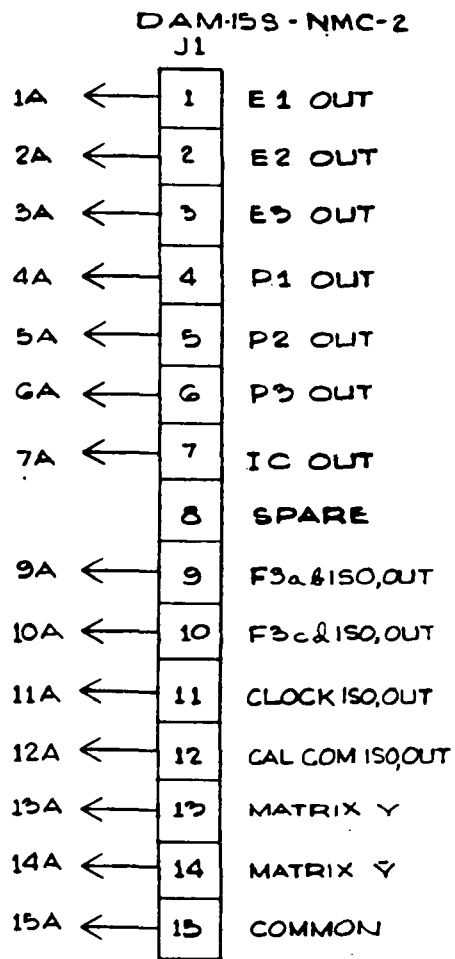 DAM-15S - NMC-2
J1
1A 1 E1 OUT
2A 2 E2 OUT
3A 3 E3 OUT
4A 4 P1 OUT
5A 5 P2 OUT
6A 6 P3 OUT
7A 7 IC OUT
8 SPARE
9A 9 F3a b ISO, OUT
10A 10 F3c d ISO, OUT
11A 11 CLOCK ISO, OUT
12A 12 CAL COM ISO, OUT
13A 13 MATRIX Y
14A 14 MATRIX Ȳ
15A 15 COMMON